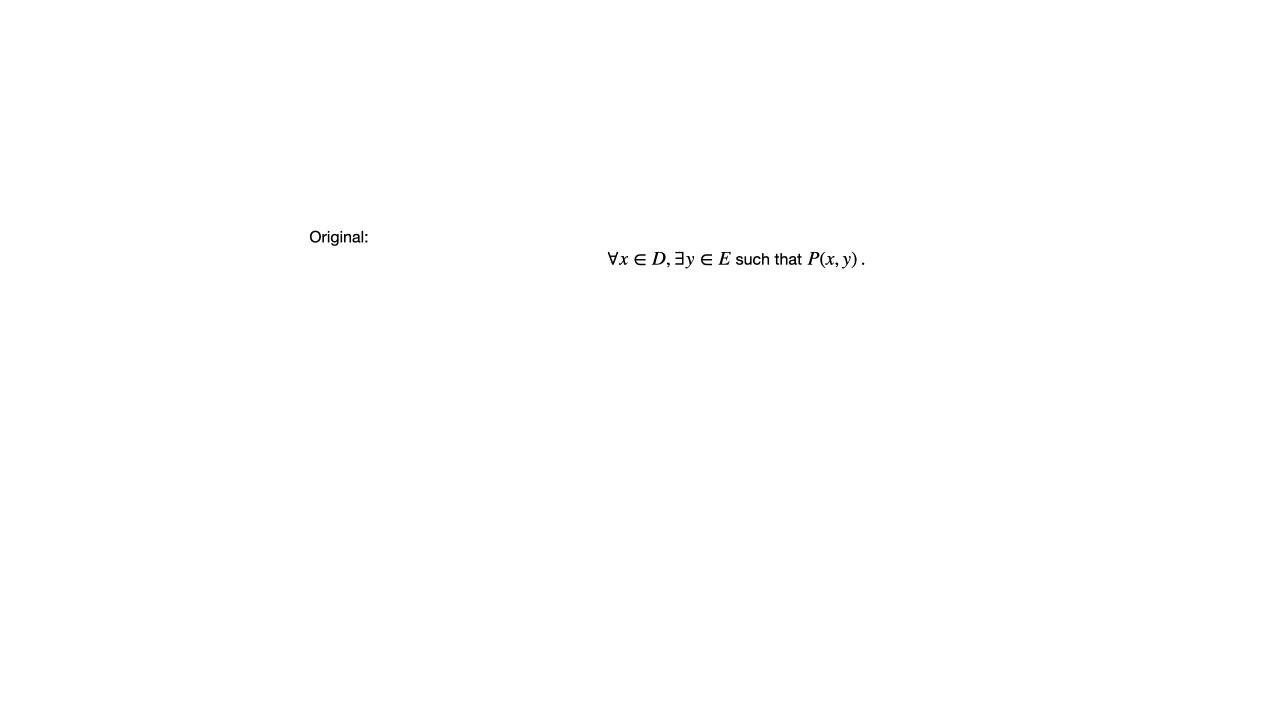 Original:
∀x ∈ D, ∃y ∈ E such that P(x, y) .